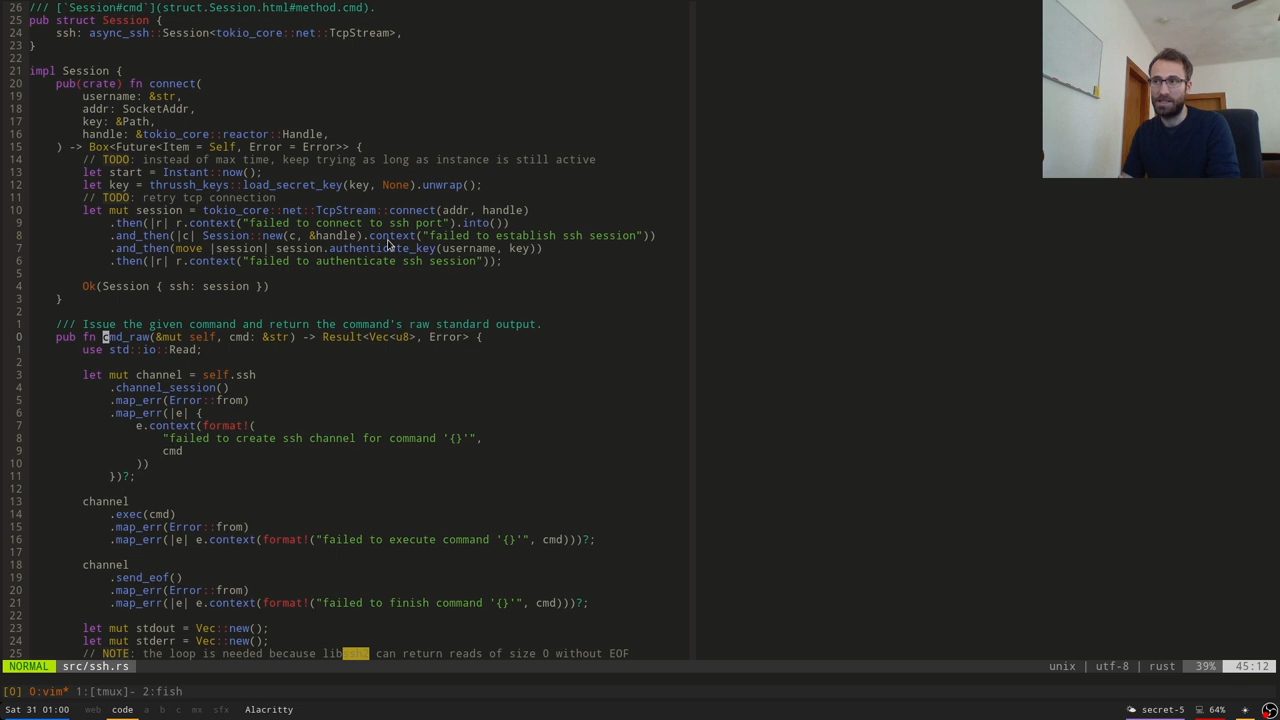 26 /// [`Session#cmd`](struct.Session.html#method.cmd).
25 pub struct Session {
24     ssh: async_ssh::Session<tokio_core::net::TcpStream>,
23 }
22
21 impl Session {
20     pub(crate) fn connect(
19         username: &str,
18         addr: SocketAddr,
17         key: &Path,
16         handle: &tokio_core::reactor::Handle,
15     ) -> Box<Future<Item = Self, Error = Error>> {
14         // TODO: instead of max time, keep trying as long as instance is still active
13         let start = Instant::now();
12         let key = thrussh_keys::load_secret_key(key, None).unwrap();
11         // TODO: retry tcp connection
10         let mut session = tokio_core::net::TcpStream::connect(addr, handle)
9             .then(|r| r.context("failed to connect to ssh port").into())
8             .and_then(|c| Session::new(c, &handle).context("failed to establish ssh session"))
7             .and_then(move |session| session.authenticate_key(username, key))
6             .then(|r| r.context("failed to authenticate ssh session"));
5
4         Ok(Session { ssh: session })
3     }
2
1     /// Issue the given command and return the command's raw standard output.
0     pub fn cmd_raw(&mut self, cmd: &str) -> Result<Vec<u8>, Error> {
1         use std::io::Read;
2
3         let mut channel = self.ssh
4             .channel_session()
5             .map_err(Error::from)
6             .map_err(|e| {
7                 e.context(format!(
8                     "failed to create ssh channel for command '{}'",
9                     cmd
10                 ))
11             })?;
12
13         channel
14             .exec(cmd)
15             .map_err(Error::from)
16             .map_err(|e| e.context(format!("failed to execute command '{}'", cmd)))?;
17
18         channel
19             .send_eof()
20             .map_err(Error::from)
21             .map_err(|e| e.context(format!("failed to finish command '{}'", cmd)))?;
22
23         let mut stdout = Vec::new();
24         let mut stderr = Vec::new();
25         // NOTE: the loop is needed because libssh2 can return reads of size 0 without EOF
NORMAL src/ssh.rs unix | utf-8 | rust 39% 45:12
[0] 0:vim* 1:[tmux]- 2:fish
Sat 31 01:00 web code a b c mx sfx Alacritty secret-5 64%